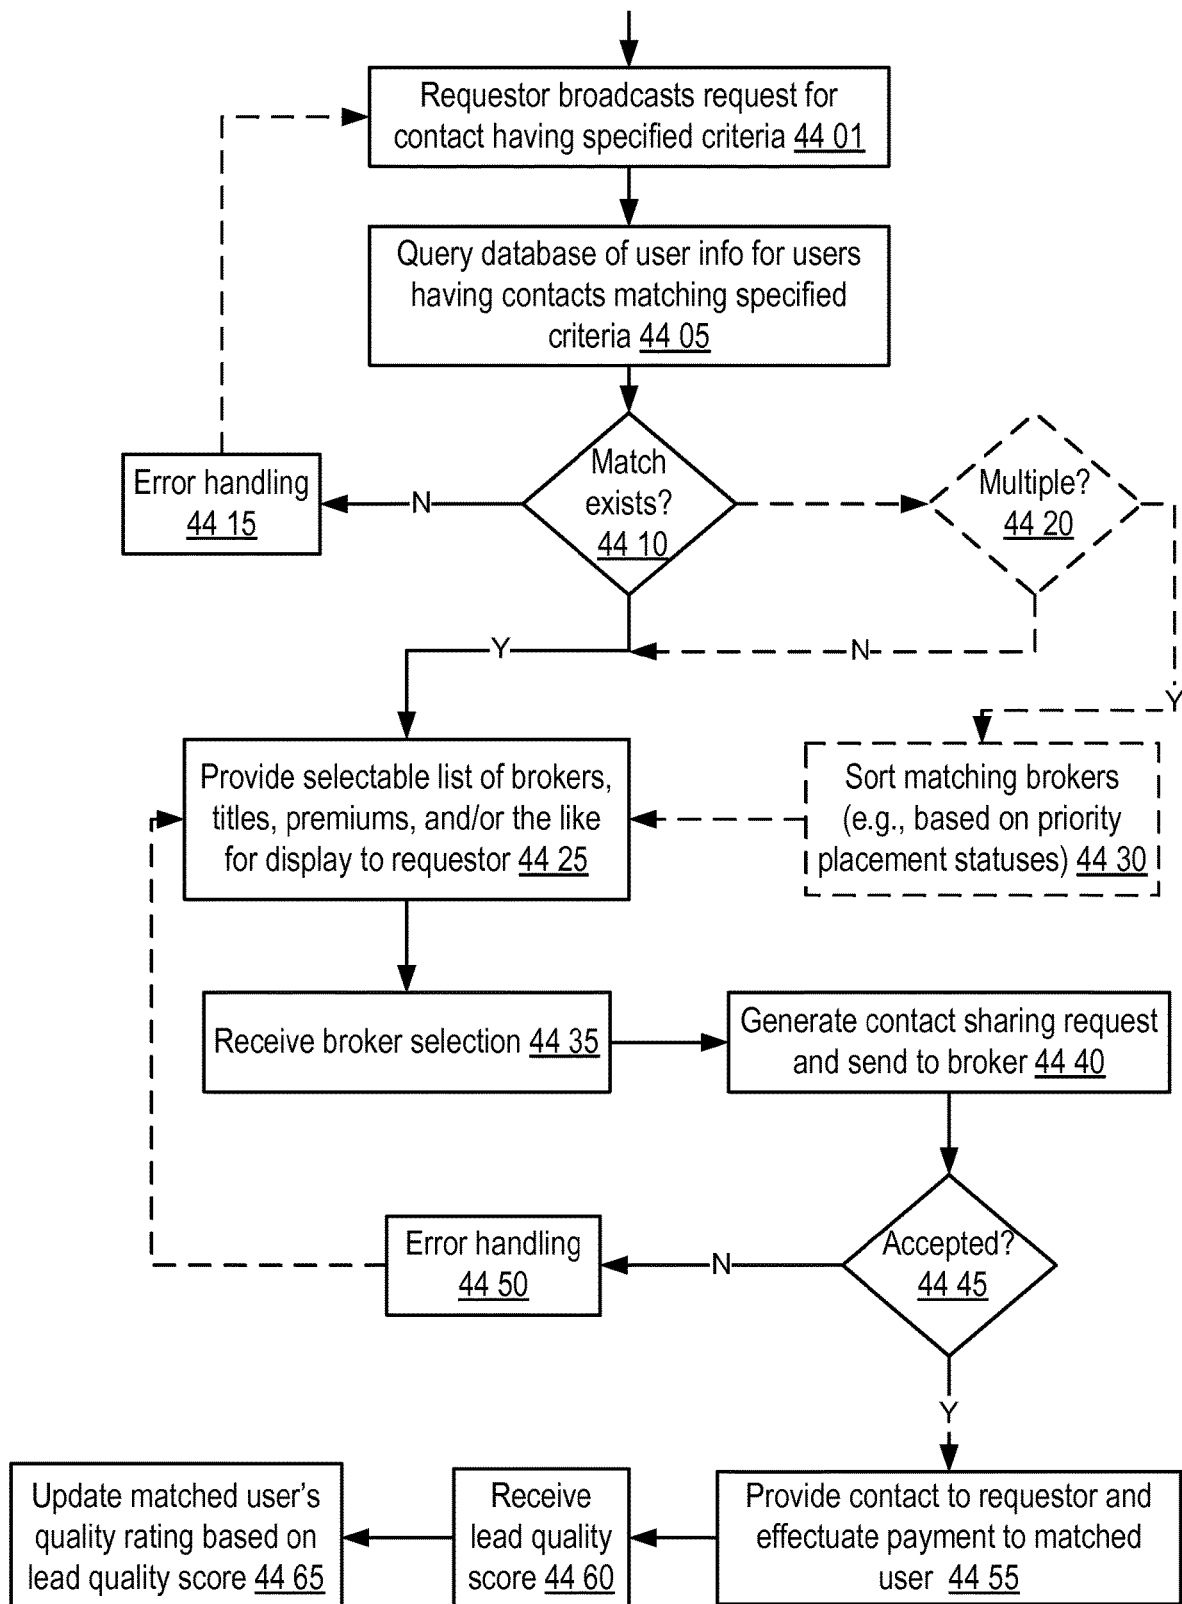 Requestor broadcasts request for
contact having specified criteria 44 01
Query database of user info for users
having contacts matching specified
criteria 44 05
Error handling
44 15
N
Match
exists?
44 10
Multiple?
44 20
Y
N
Y
Provide selectable list of brokers,
titles, premiums, and/or the like
for display to requestor 44 25
Sort matching brokers
(e.g., based on priority
placement statuses) 44 30
Receive broker selection 44 35
Generate contact sharing request
and send to broker 44 40
Error handling
44 50
N
Accepted?
44 45
Y
Update matched user's
quality rating based on
lead quality score 44 65
Receive
lead quality
score 44 60
Provide contact to requestor and
effectuate payment to matched
user 44 55